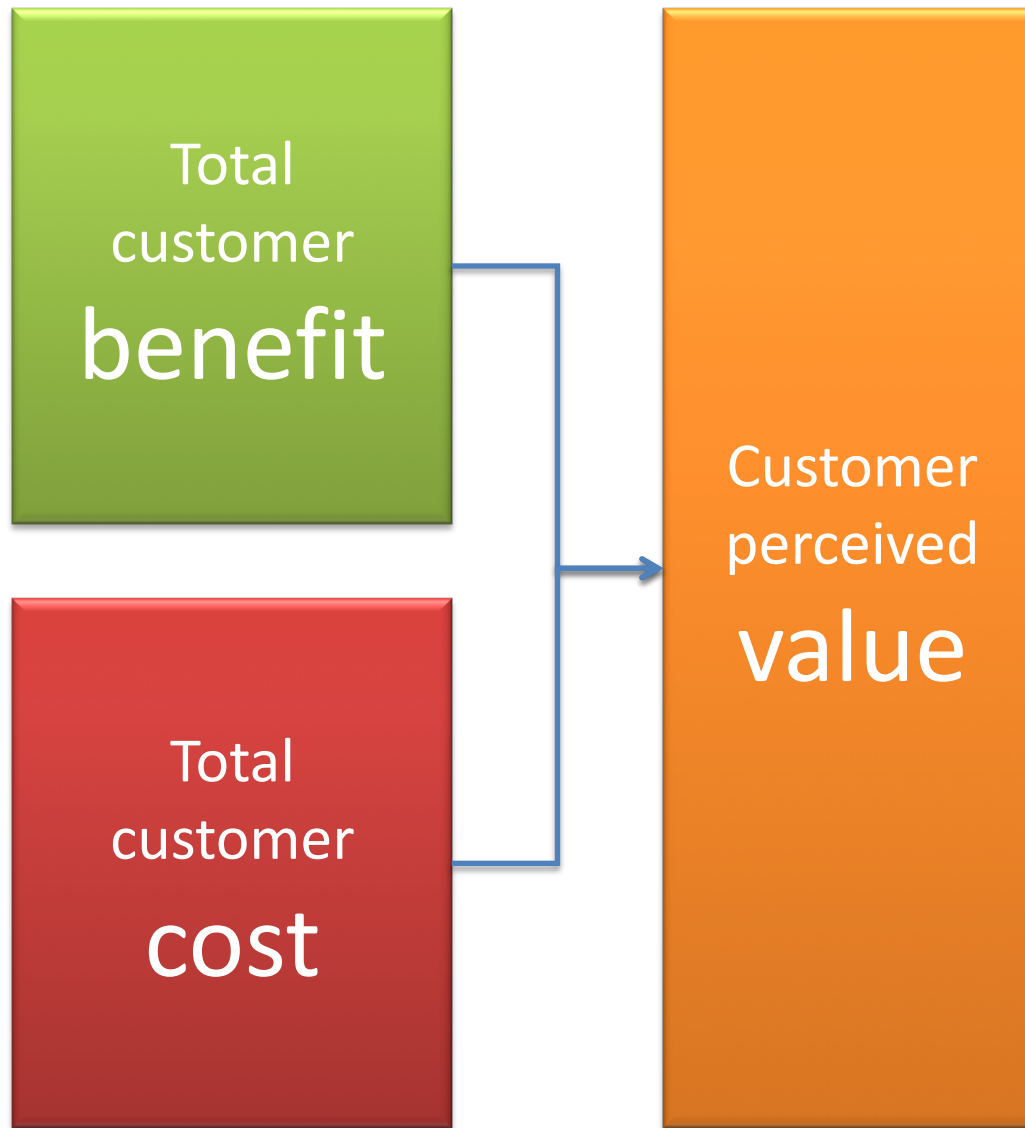 Total
customer
benefit
Total
customer
cost
Customer
perceived
value